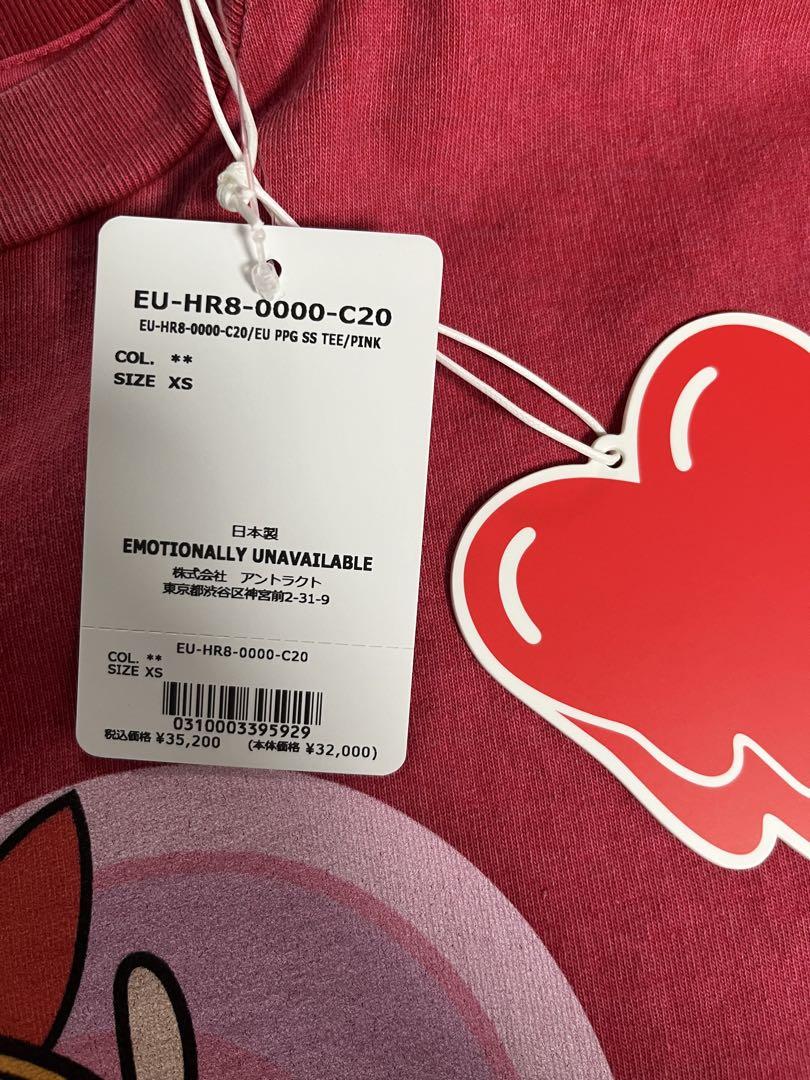 EU-HR8-0000-C20
EU-HR8-0000-C20/EU PPG SS TEE/PINK
COL. **
SIZE XS
日本製
EMOTIONALLY UNAVAILABLE
株式会社 アントラクト
東京都渋谷区神宮前2-31-9
EU-HR8-0000-C20
COL. **
SIZE XS
0310003395929
税込価格 ¥35,200 (本体価格 ¥32,000)